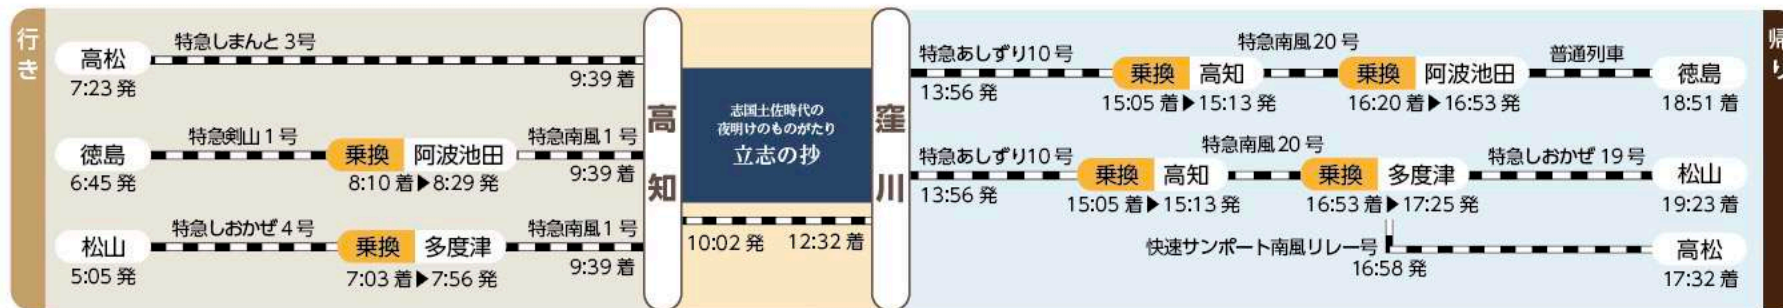 行き
高松
7:23 発
特急しまんと 3号
9:39 着
徳島
6:45 発
特急剣山 1 号
乗換 阿波池田
8:10 着▶8:29 発
特急南風 1 号
9:39 着
松山
5:05 発
特急しおかぜ 4 号
乗換 多度津
7:03 着▶7:56 発
特急南風 1 号
9:39 着
高知
志国土佐時代の
夜明けのものがたり
立志の抄
10:02 発 12:32 着
窪川
特急あしずり10 号
13:56 発
乗換 高知
15:05 着▶15:13 発
特急南風 20 号
乗換 阿波池田
16:20 着▶16:53 発
普通列車
徳島
18:51 着
特急あしずり10 号
13:56 発
乗換 高知
15:05 着▶15:13 発
特急南風 20 号
乗換 多度津
16:53 着▶17:25 発
特急しおかぜ 19 号
松山
19:23 着
快速サンポート南風リレー号
16:58 発
高松
17:32 着
帰り